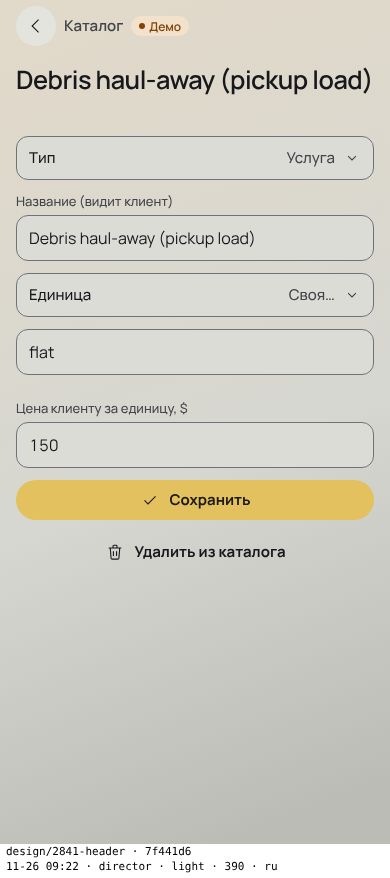 Каталог
Демо
Debris haul-away (pickup load)
Тип
Услуга
Название (видит клиент)
Debris haul-away (pickup load)
Единица
Своя…
flat
Цена клиенту за единицу, $
150
Сохранить
Удалить из каталога
design/2841-header · 7f441d6
11-26 09:22 · director · light · 390 · ru